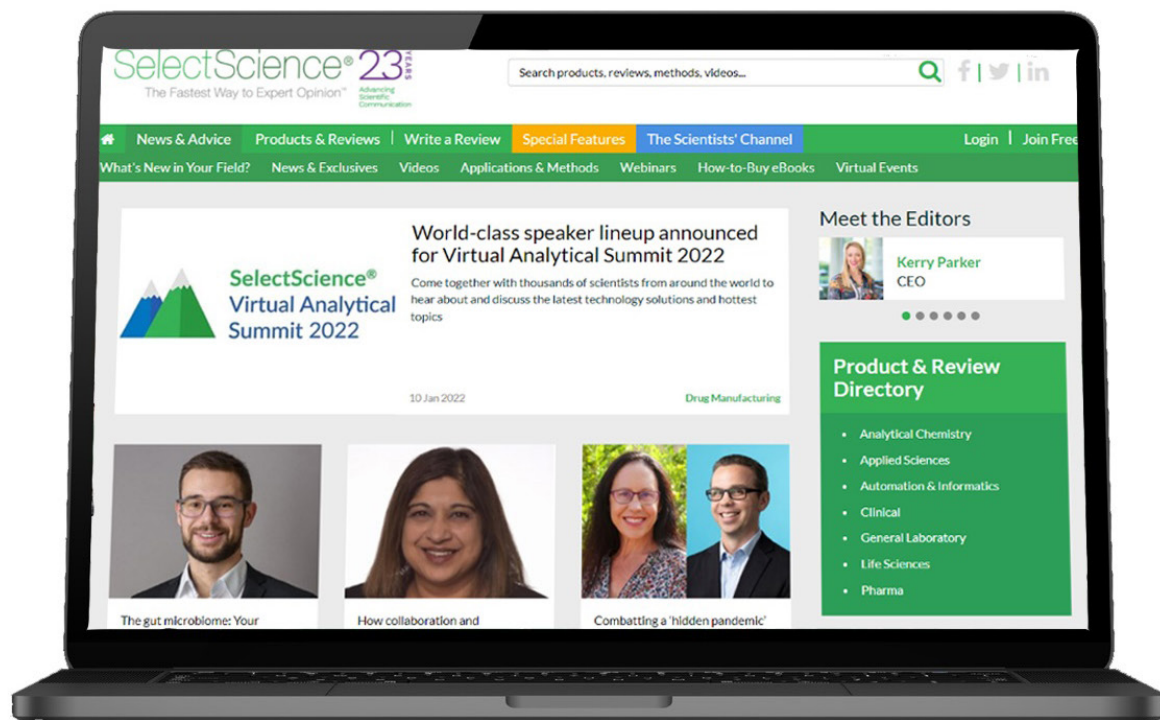 SelectScience® 23 YEARS
The Fastest Way to Expert Opinion™
Advancing
Scientific
Communication
Search products, reviews, methods, videos...
f | | in
News & Advice Products & Reviews | Write a Review Special Features The Scientists' Channel Login | Join Free
What's New in Your Field? News & Exclusives Videos Applications & Methods Webinars How-to-Buy eBooks Virtual Events
SelectScience®
Virtual Analytical
Summit 2022
World-class speaker lineup announced
for Virtual Analytical Summit 2022
Come together with thousands of scientists from around the world to
hear about and discuss the latest technology solutions and hottest
topics
10 Jan 2022 Drug Manufacturing
Meet the Editors
Kerry Parker
CEO
Product & Review
Directory
• Analytical Chemistry
• Applied Sciences
• Automation & Informatics
• Clinical
• General Laboratory
• Life Sciences
• Pharma
The gut microbiome: Your
How collaboration and
Combatting a 'hidden pandemic'